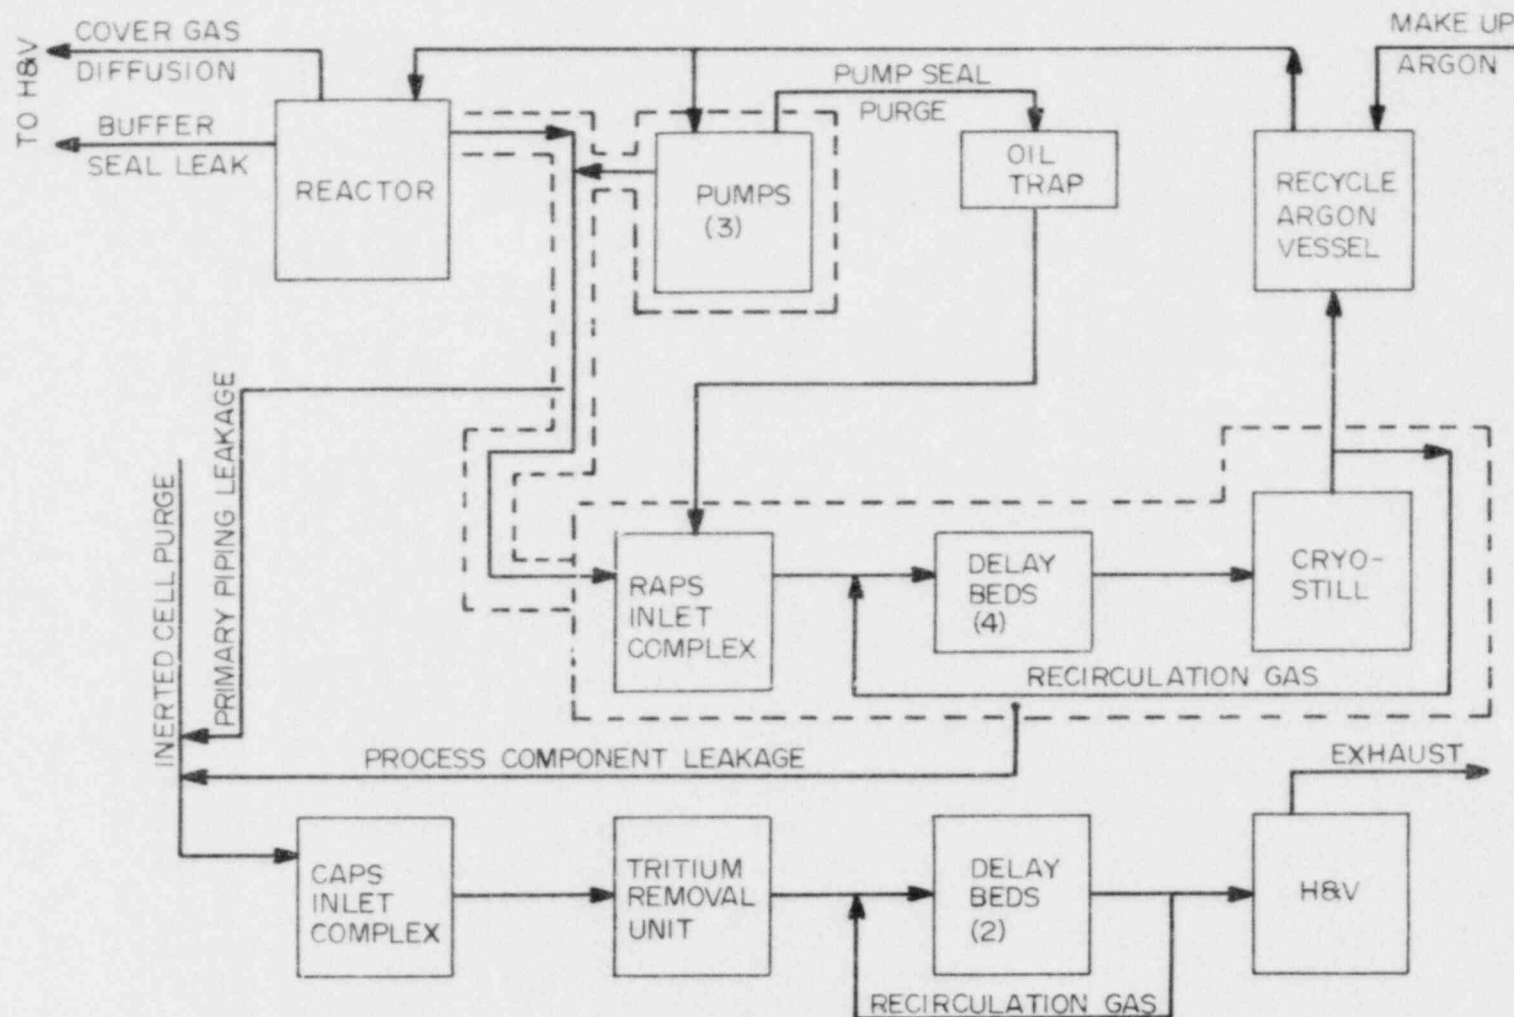 COVER GAS
DIFFUSION
TO H&V
BUFFER
SEAL LEAK
REACTOR
PUMPS
(3)
PUMP SEAL
PURGE
OIL
TRAP
MAKE UP
ARGON
RECYCLE
ARGON
VESSEL
INERTED CELL PURGE
PRIMARY PIPING LEAKAGE
RAPS
INLET
COMPLEX
DELAY
BEDS
(4)
CRYO-
STILL
RECIRCULATION GAS
PROCESS COMPONENT LEAKAGE
EXHAUST
CAPS
INLET
COMPLEX
TRITIUM
REMOVAL
UNIT
DELAY
BEDS
(2)
H&V
RECIRCULATION GAS